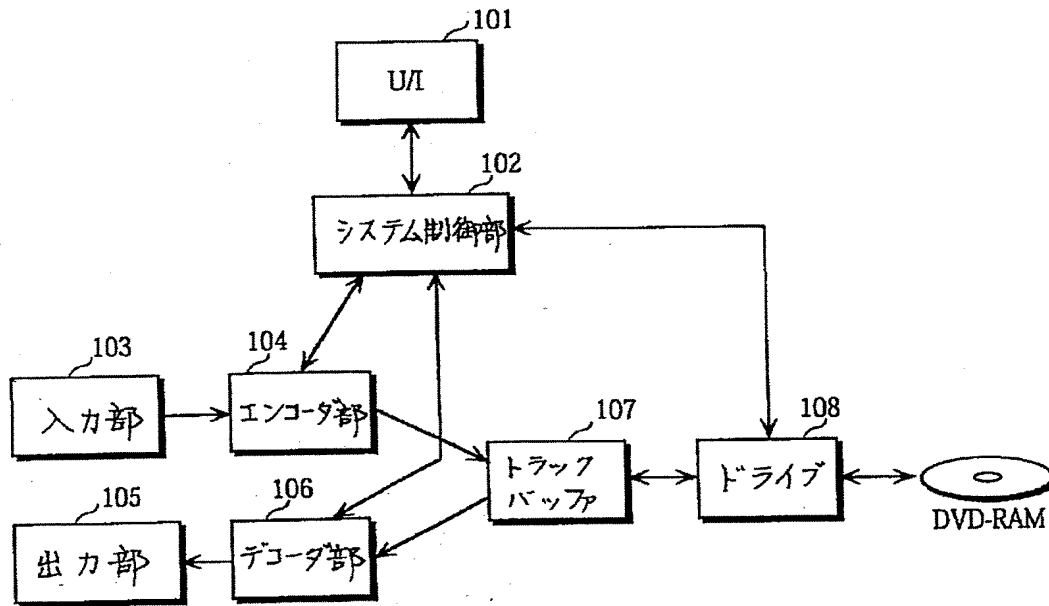 101
U/I
102
システム制御部
103
入力部
104
エンコーダ部
107
トラック
バッファ
108
ドライブ
DVD-RAM
105
出力部
106
デコーダ部